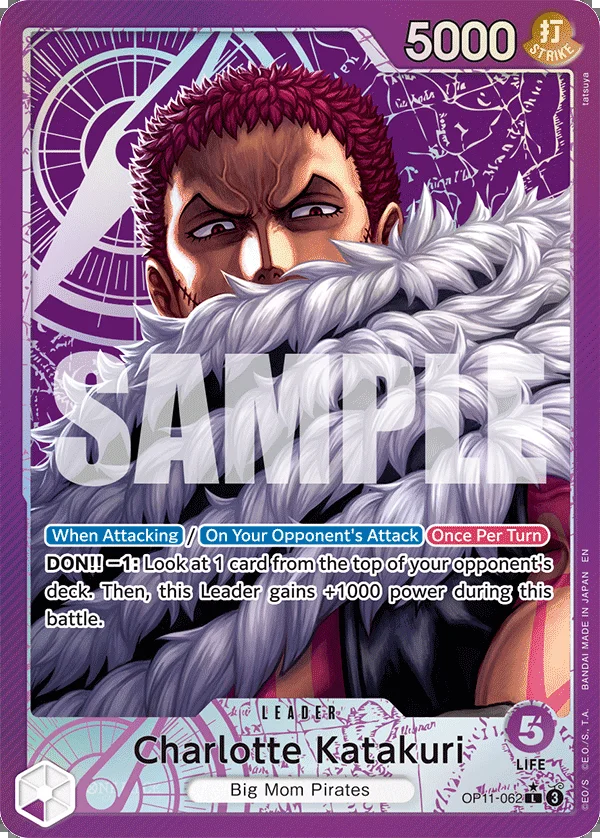 5000
打
STRIKE
tatsuya
SAMPLE
When Attacking / On Your Opponent's Attack Once Per Turn
DON!! −1: Look at 1 card from the top of your opponent's
deck. Then, this Leader gains +1000 power during this
battle.
©E.O./S., T.A. BANDAI MADE IN JAPAN EN
©E.O/S
LEADER
Charlotte Katakuri
5
LIFE
Big Mom Pirates
OP11-062 L 3